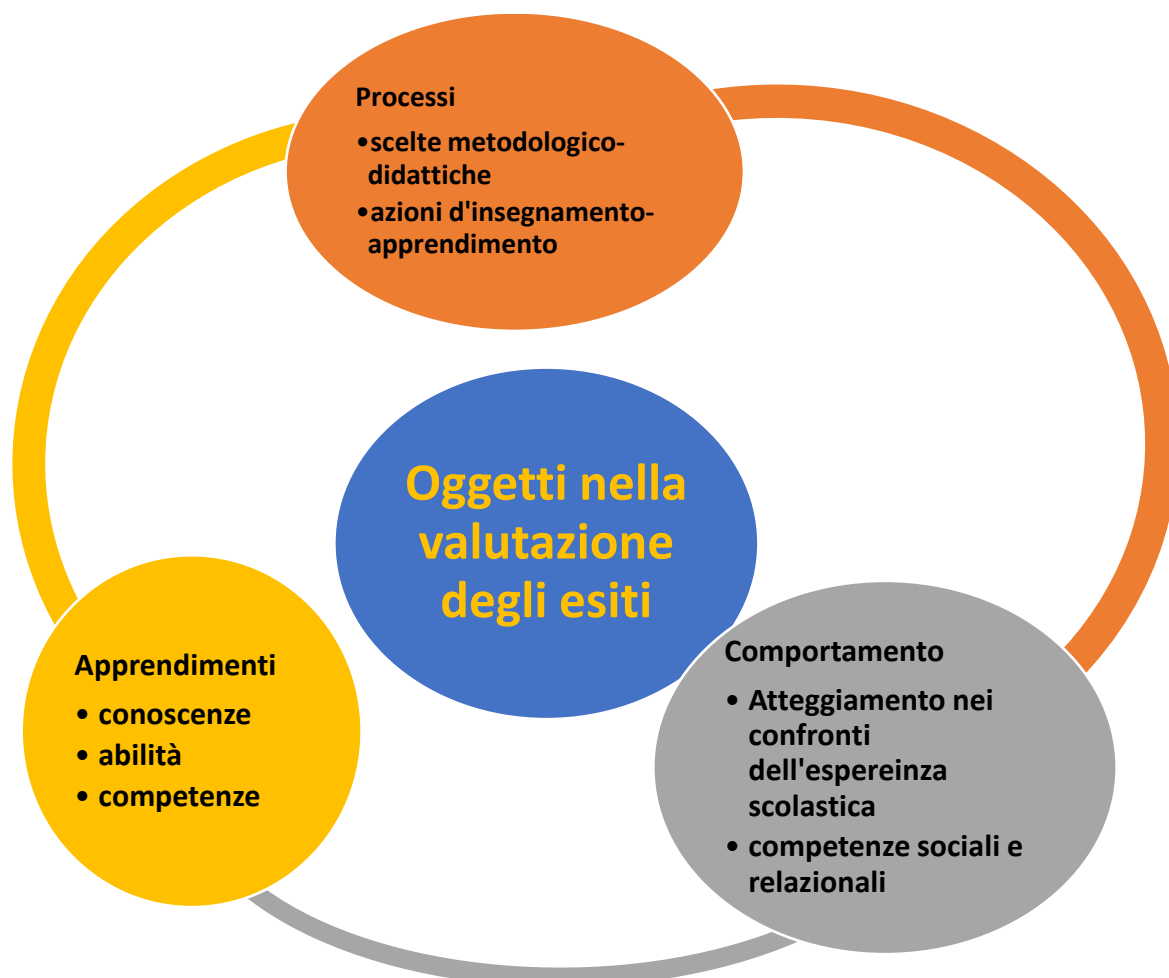 Processi
•scelte metodologico-
didattiche
•azioni d'insegnamento-
apprendimento
Oggetti nella
valutazione
degli esiti
Apprendimenti
• conoscenze
• abilità
• competenze
Comportamento
• Atteggiamento nei
confronti
dell'espereinza
scolastica
• competenze sociali e
relazionali